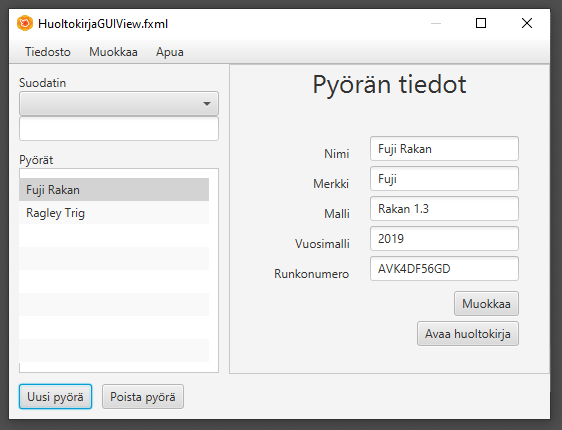 HuoltokirjaGUIView.fxml
Tiedosto Muokkaa Apua
Suodatin
Pyörät
Fuji Rakan
Ragley Trig
Uusi pyörä Poista pyörä
Pyörän tiedot
Nimi Fuji Rakan
Merkki Fuji
Malli Rakan 1.3
Vuosimalli 2019
Runkonumero AVK4DF56GD
Muokkaa
Avaa huoltokirja